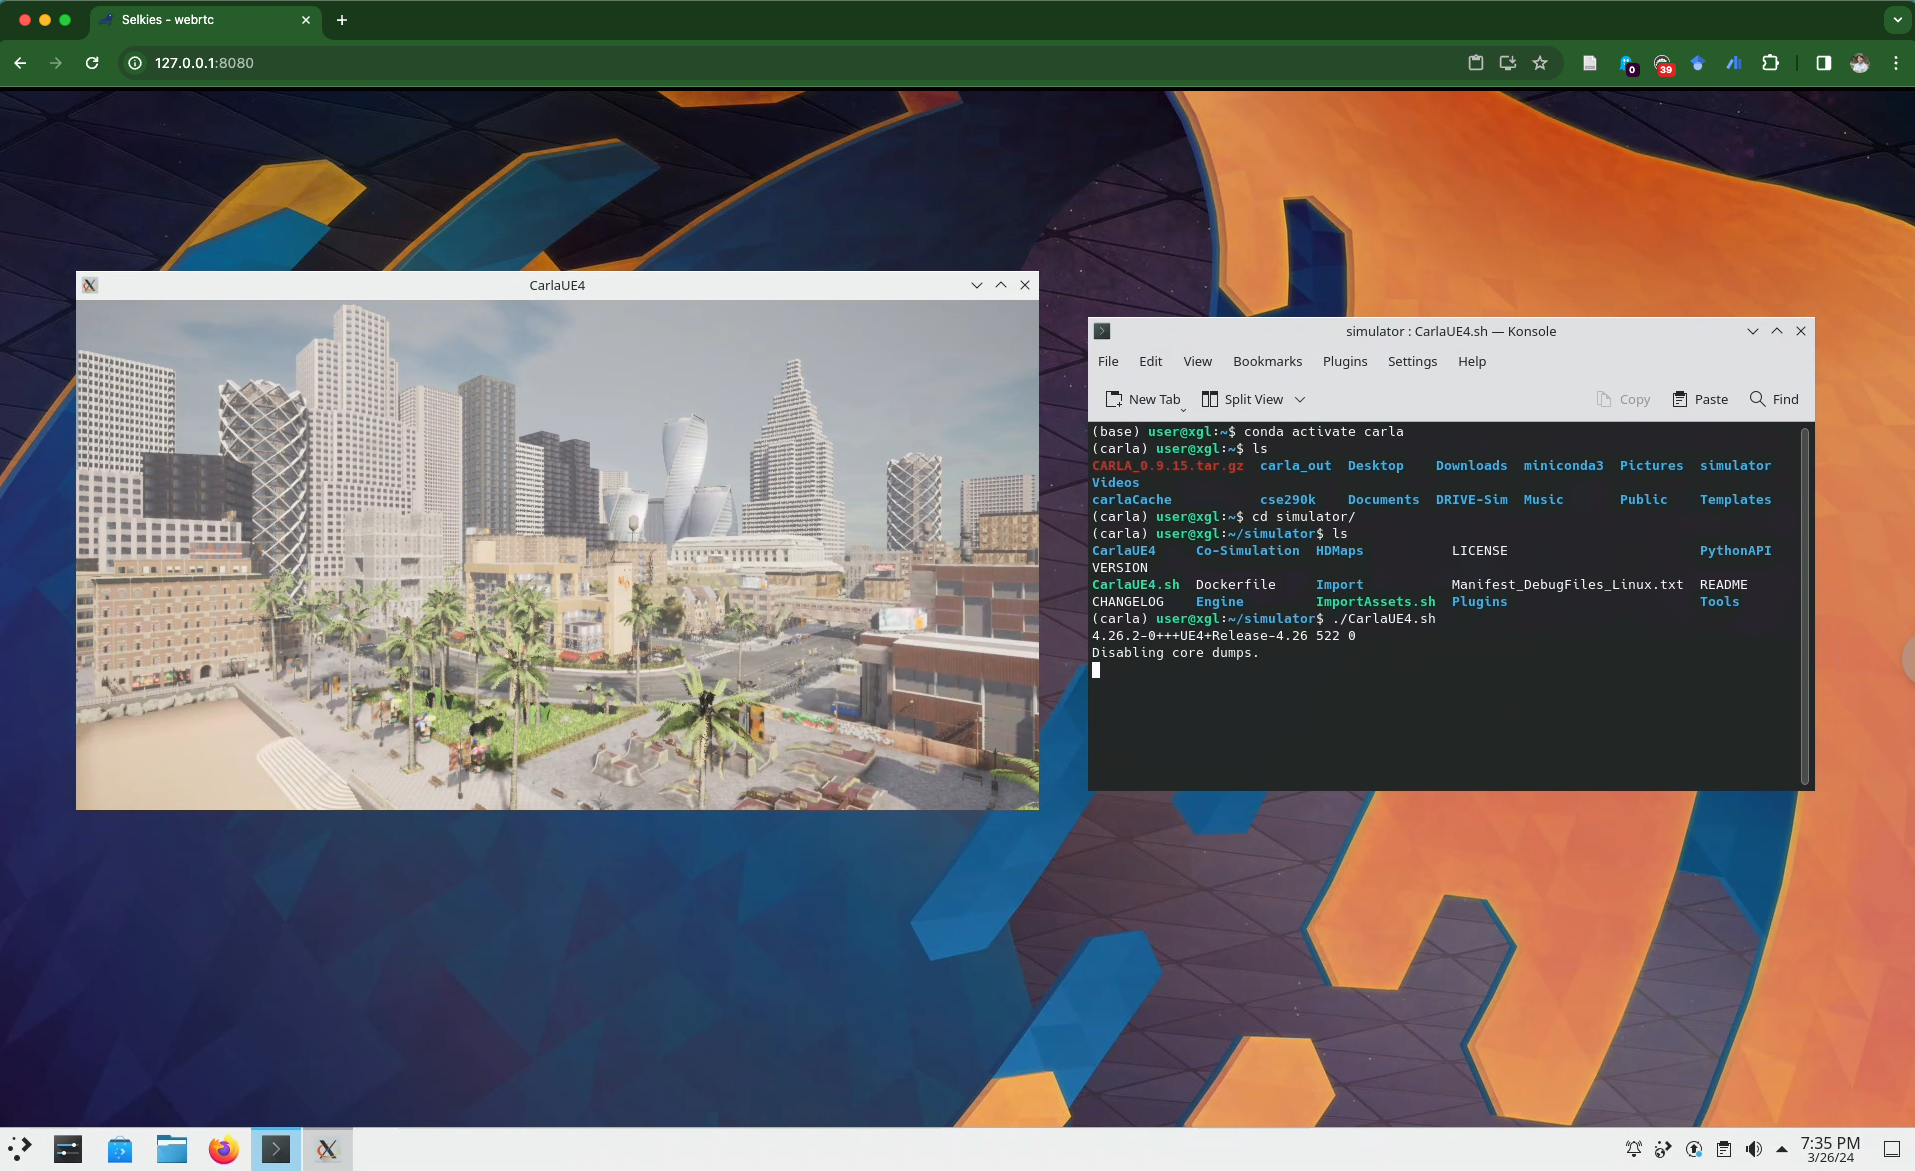 Selkies - webrtc
127.0.0.1:8080
0
39
CarlaUE4
simulator : CarlaUE4.sh — Konsole
File Edit View Bookmarks Plugins Settings Help
New Tab Split View Copy Paste Find
(base) user@xgl:~$ conda activate carla
(carla) user@xgl:~$ ls
CARLA_0.9.15.tar.gz carla_out Desktop Downloads miniconda3 Pictures simulator
Videos
carlaCache cse290k Documents DRIVE-Sim Music Public Templates
(carla) user@xgl:~$ cd simulator/
(carla) user@xgl:~/simulator$ ls
CarlaUE4 Co-Simulation HDMaps LICENSE PythonAPI
VERSION
CarlaUE4.sh Dockerfile Import Manifest_DebugFiles_Linux.txt README
CHANGELOG Engine ImportAssets.sh Plugins Tools
(carla) user@xgl:~/simulator$ ./CarlaUE4.sh
4.26.2-0+++UE4+Release-4.26 522 0
Disabling core dumps.
7:35 PM
3/26/24